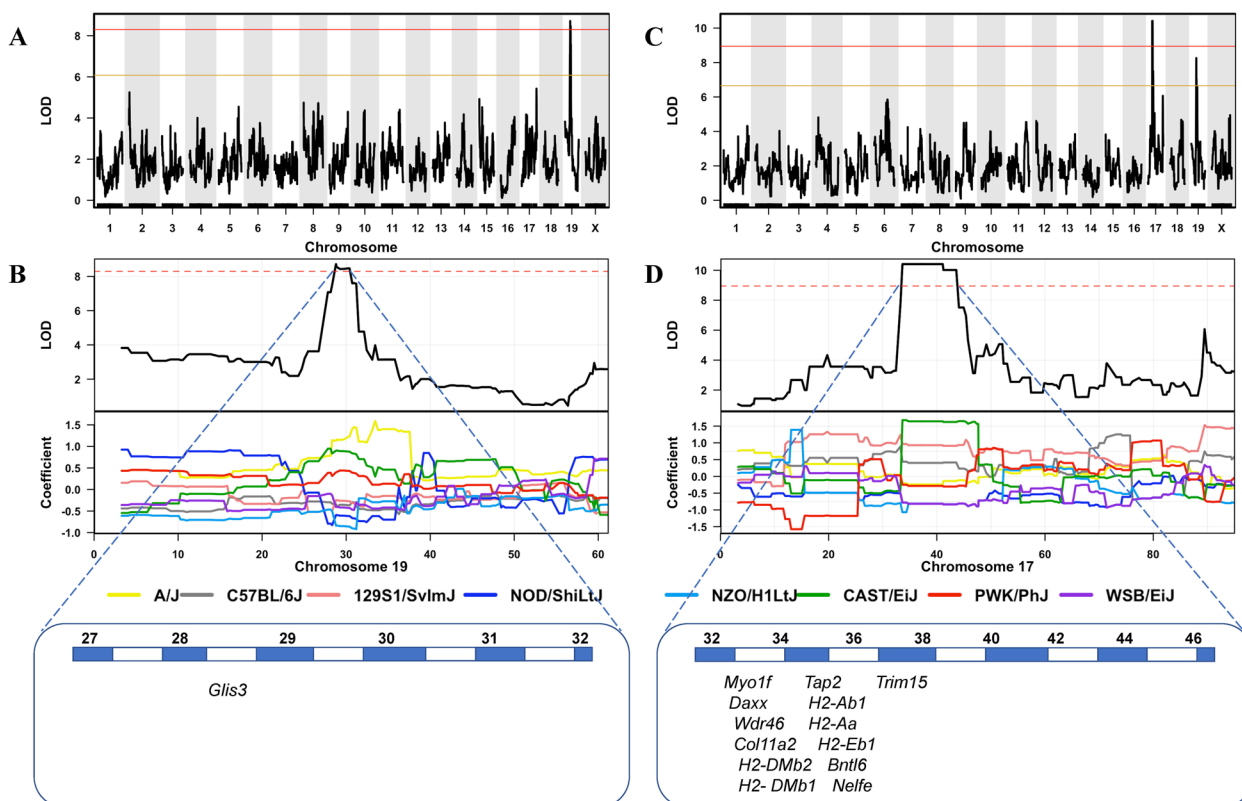 A
8
6
4
2
0
LOD
1 2 3 4 5 6 7 8 9 10 11 12 13 14 15 16 17 18 19 X
Chromosome
C
10
8
6
4
2
0
LOD
1 2 3 4 5 6 7 8 9 10 11 12 13 14 15 16 17 18 19 X
Chromosome
B
8
6
4
2
LOD
1.5
1.0
0.5
0.0
-0.5
-1.0
Coefficient
0 10 20 30 40 50 60
Chromosome 19
D
10
8
6
4
2
LOD
1.5
1.0
0.5
0.0
-0.5
-1.0
-1.5
Coefficient
0 20 40 60 80
Chromosome 17
A/J C57BL/6J 129S1/SvImJ NOD/ShiLtJ NZO/H1LtJ CAST/EiJ PWK/PhJ WSB/EiJ
27 28 29 30 31 32
Glis3
32 34 36 38 40 42 44 46
Myo1f Tap2 Trim15
Daxx H2-Ab1
Wdr46 H2-Aa
Col11a2 H2-Eb1
H2-DMb2 Bntl6
H2- DMb1 Nelfe